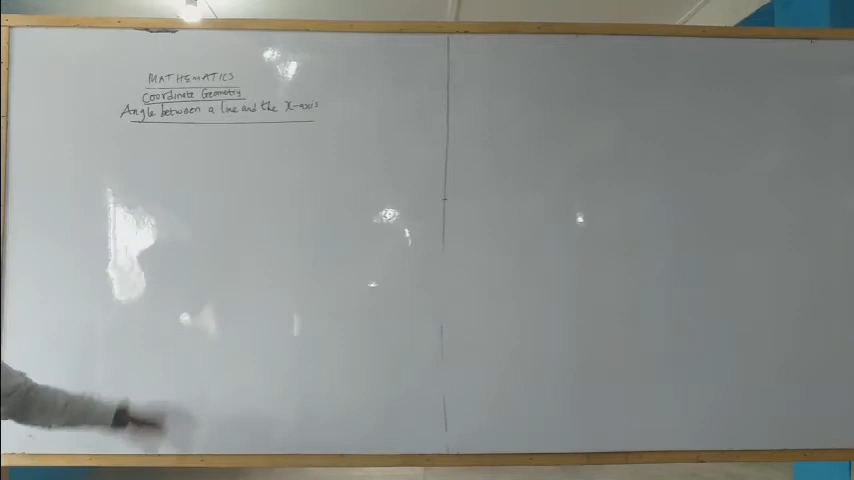 MATHEMATICS
Coordinate Geometry
Angle between a line and the x-axis